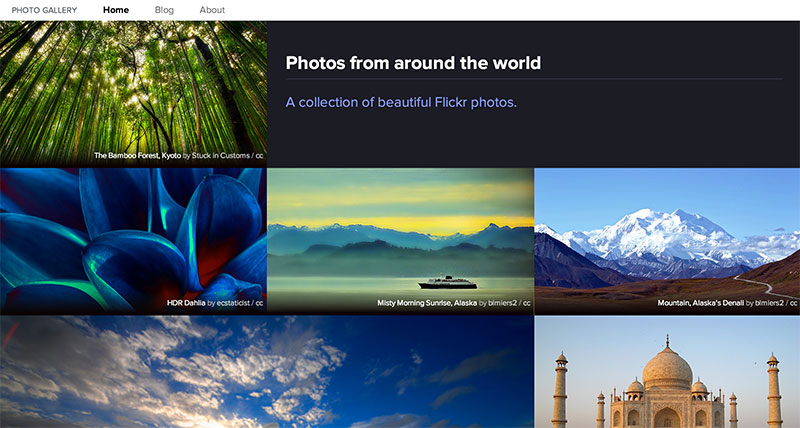 PHOTO GALLERY Home Blog About
Photos from around the world
A collection of beautiful Flickr photos.
The Bamboo Forest, Kyoto by Stuck in Customs / cc
HDR Dahlia by ecstaticist / cc
Misty Morning Sunrise, Alaska by blmiers2 / cc
Mountain, Alaska's Denali by blmiers2 / cc